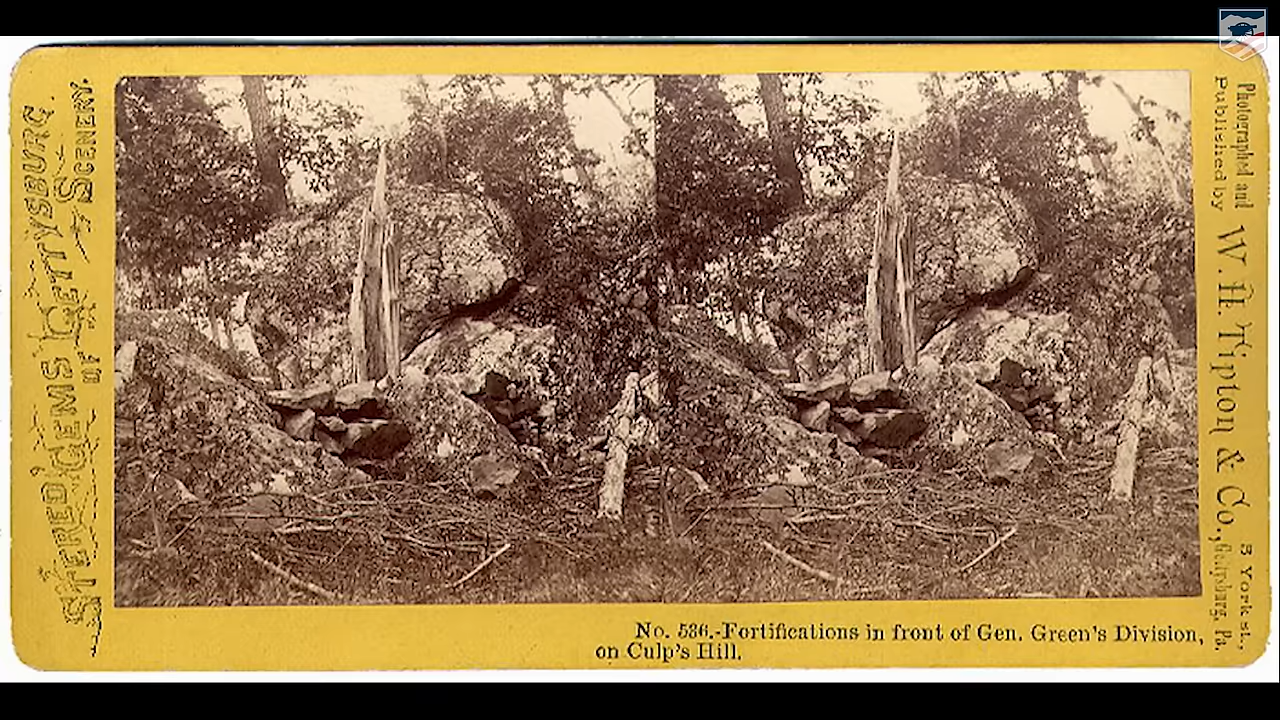 STEREO GEMS OF GETTYSBURG SCENERY.
Photographed and
Published by
W. H. Tipton & Co., Gettysburg, Pa.
3 York st.,
No. 536.-Fortifications in front of Gen. Green's Division,
on Culp's Hill.